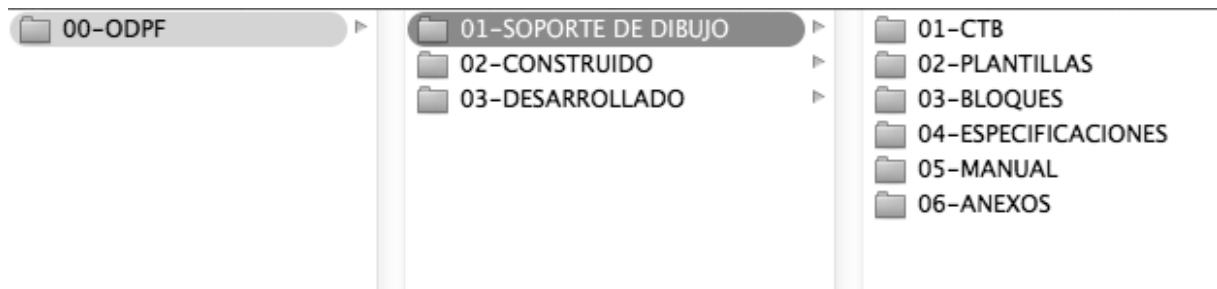 00-ODPF
01-SOPORTE DE DIBUJO
02-CONSTRUIDO
03-DESARROLLADO
01-CTB
02-PLANTILLAS
03-BLOQUES
04-ESPECIFICACIONES
05-MANUAL
06-ANEXOS